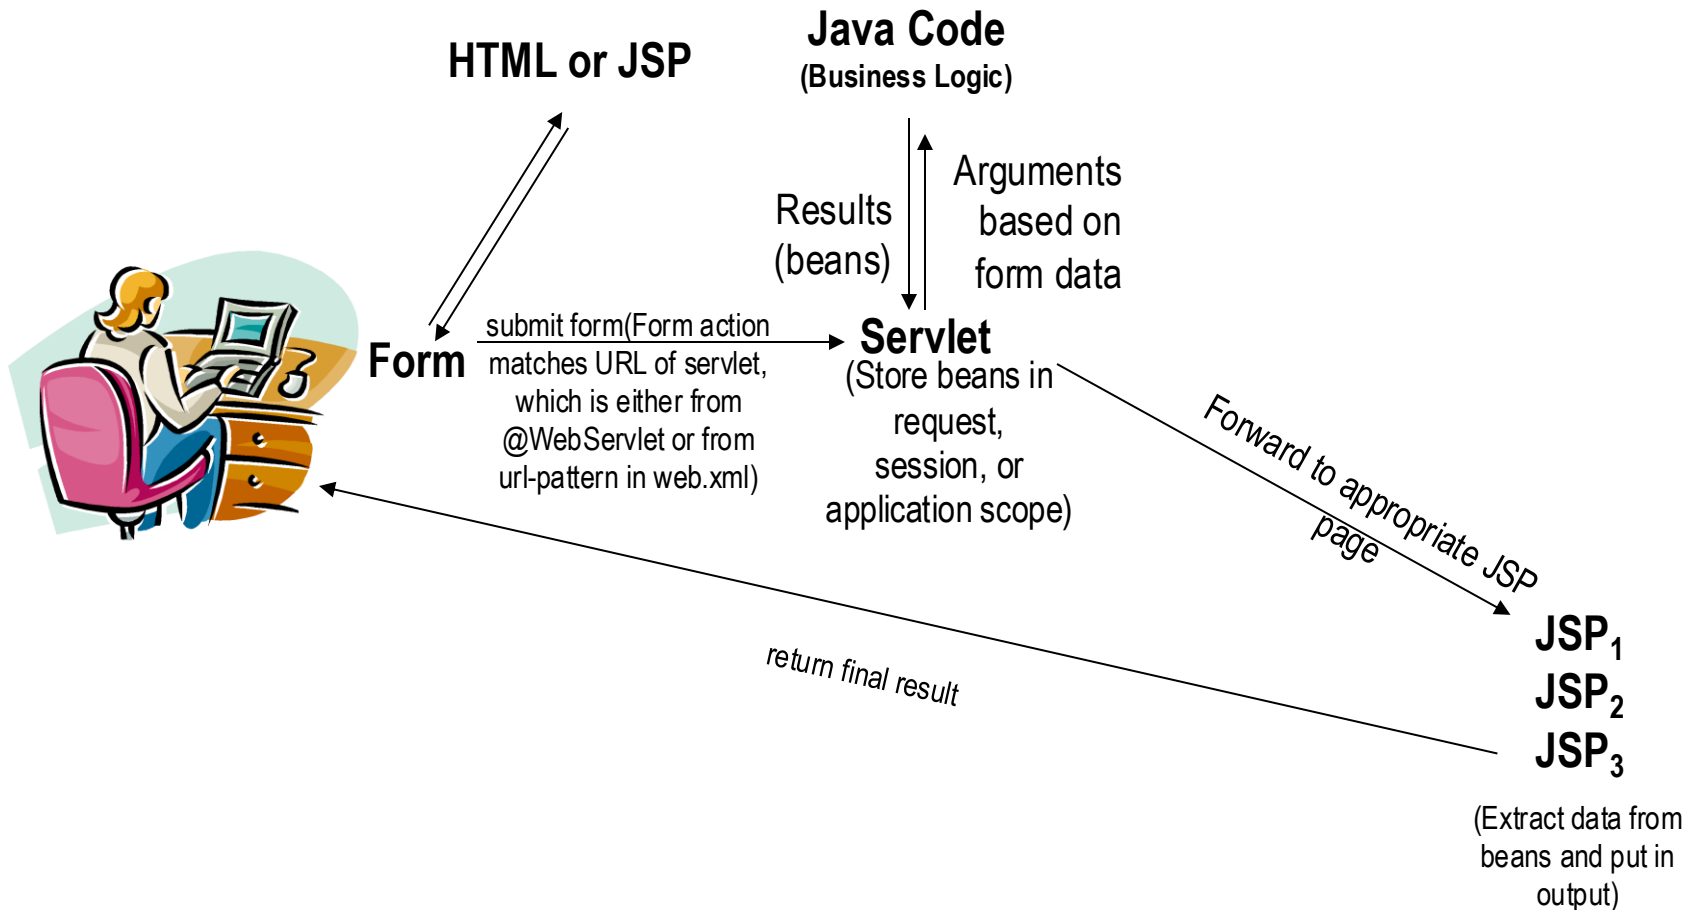 HTML or JSP
Java Code
(Business Logic)
Results
(beans)
Arguments
based on
form data
Form
submit form(Form action
matches URL of servlet,
which is either from
@WebServlet or from
url-pattern in web.xml)
Servlet
(Store beans in
request,
session, or
application scope)
Forward to appropriate JSP
page
return final result
JSP1
JSP2
JSP3
(Extract data from
beans and put in
output)